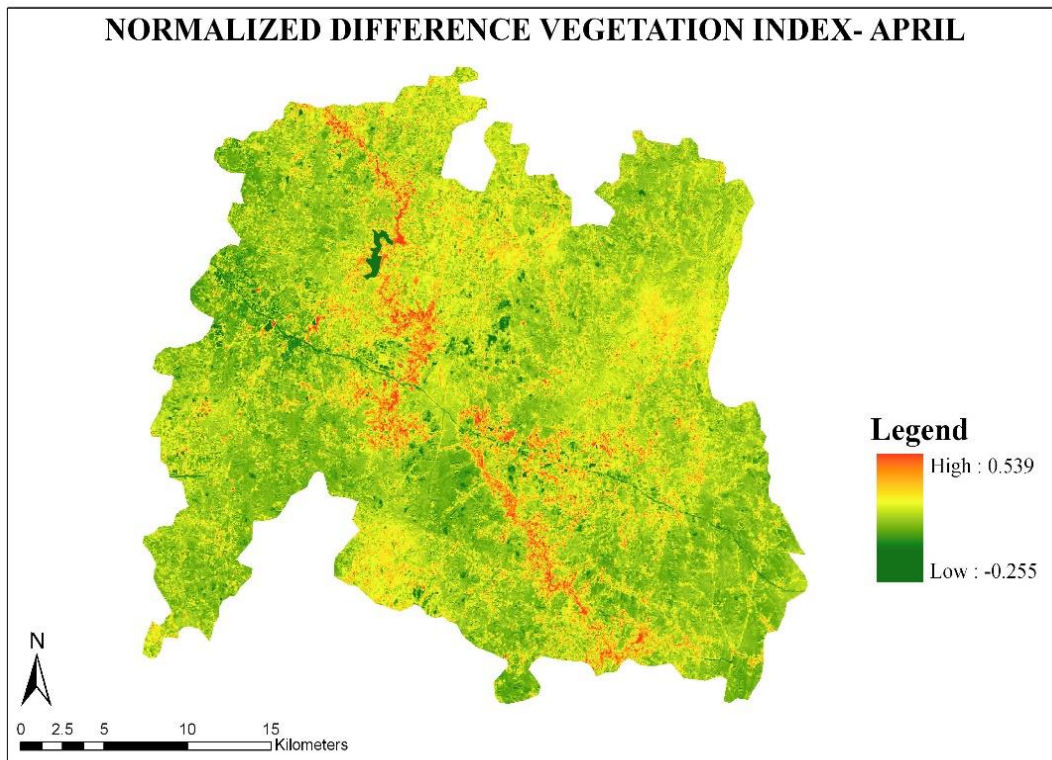 NORMALIZED DIFFERENCE VEGETATION INDEX- APRIL
Legend
High : 0.539
Low : -0.255
N
0 2.5 5 10 15
Kilometers